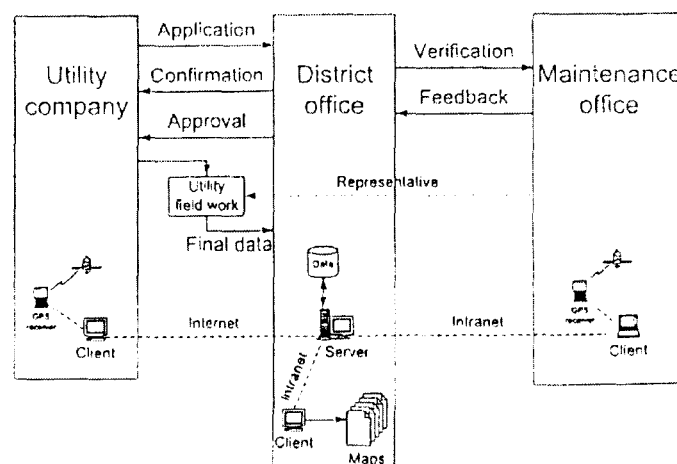 Utility
company
Application
Confirmation
Approval
District
office
Verification
Feedback
Maintenance
office
Utility
field work
Representative
Final data
Data
GPS
receiver
Client
Internet
Server
Intranet
GPS
receiver
Client
Intranet
Client
Maps